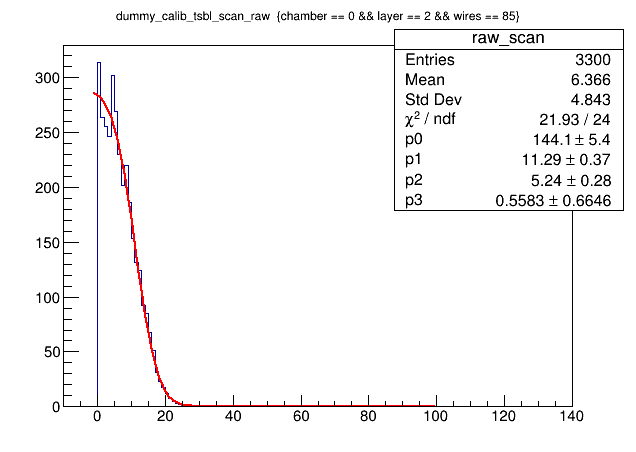 dummy_calib_tsbl_scan_raw {chamber == 0 && layer == 2 && wires == 85}
raw_scan
Entries 3300
Mean 6.366
Std Dev 4.843
χ² / ndf 21.93 / 24
p0 144.1 ± 5.4
p1 11.29 ± 0.37
p2 5.24 ± 0.28
p3 0.5583 ± 0.6646
300
250
200
150
100
50
0
0 20 40 60 80 100 120 140